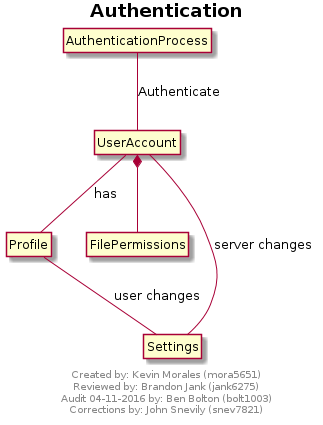 Authentication
AuthenticationProcess
Authenticate
UserAccount
has
Profile
FilePermissions
server changes
user changes
Settings
Created by: Kevin Morales (mora5651)
Reviewed by: Brandon Jank (jank6275)
Audit 04-11-2016 by: Ben Bolton (bolt1003)
Corrections by: John Snevily (snev7821)